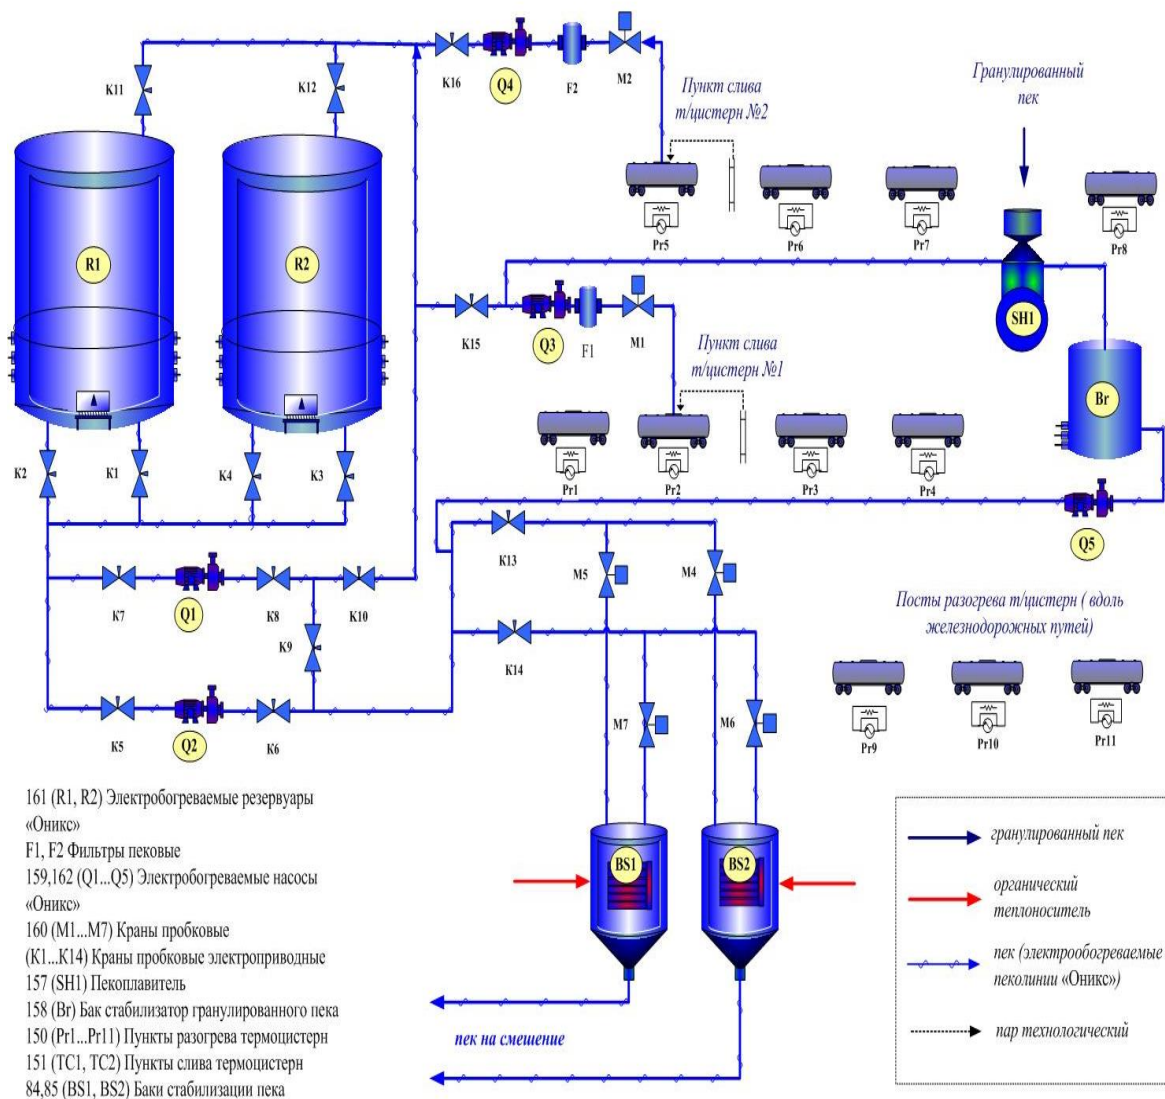 K11
K12
K16
Q4
F2
M2
Пункт слива
т/цистерн №2
Гранулированный
пек
Pr5
Pr6
Pr7
Pr8
R1
R2
K15
Q3
F1
M1
SH1
Пункт слива
т/цистерн №1
Br
K2
K1
K4
K3
Pr1
Pr2
Pr3
Pr4
Q5
K13
M5
M4
K7
Q1
K8
K10
K9
K14
Посты разогрева т/цистерн ( вдоль
железнодорожных путей)
K5
Q2
K6
M7
M6
Pr9
Pr10
Pr11
161 (R1, R2) Электробогреваемые резервуары
«Оникс»
F1, F2 Фильтры пековые
159,162 (Q1...Q5) Электробогреваемые насосы
«Оникс»
160 (M1...M7) Краны пробковые
(K1...K14) Краны пробковые электроприводные
157 (SH1) Пекоплавитель
158 (Br) Бак стабилизатор гранулированного пека
150 (Pr1...Pr11) Пункты разогрева термоцистерн
151 (TC1, TC2) Пункты слива термоцистерн
84,85 (BS1, BS2) Баки стабилизации пека
BS1
BS2
пек на смешение
гранулированный пек
органический
теплоноситель
пек (электрообогреваемые
пеколинии «Оникс»)
пар технологический